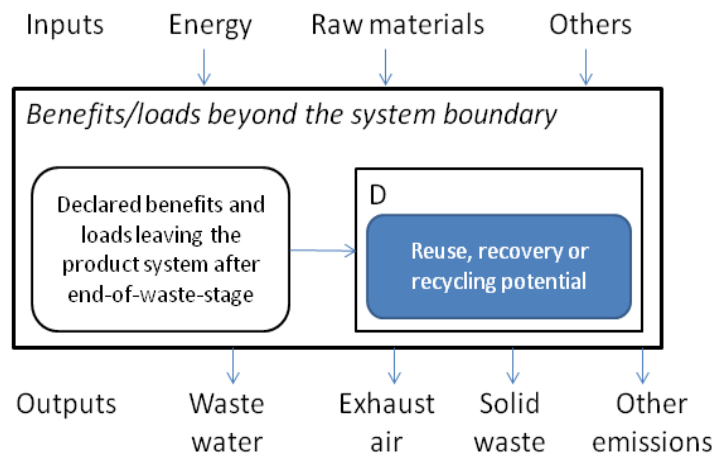 Inputs Energy Raw materials Others
Benefits/loads beyond the system boundary
Declared benefits and
loads leaving the
product system after
end-of-waste-stage
D
Reuse, recovery or
recycling potential
Outputs Waste Exhaust Solid Other
water air waste emissions